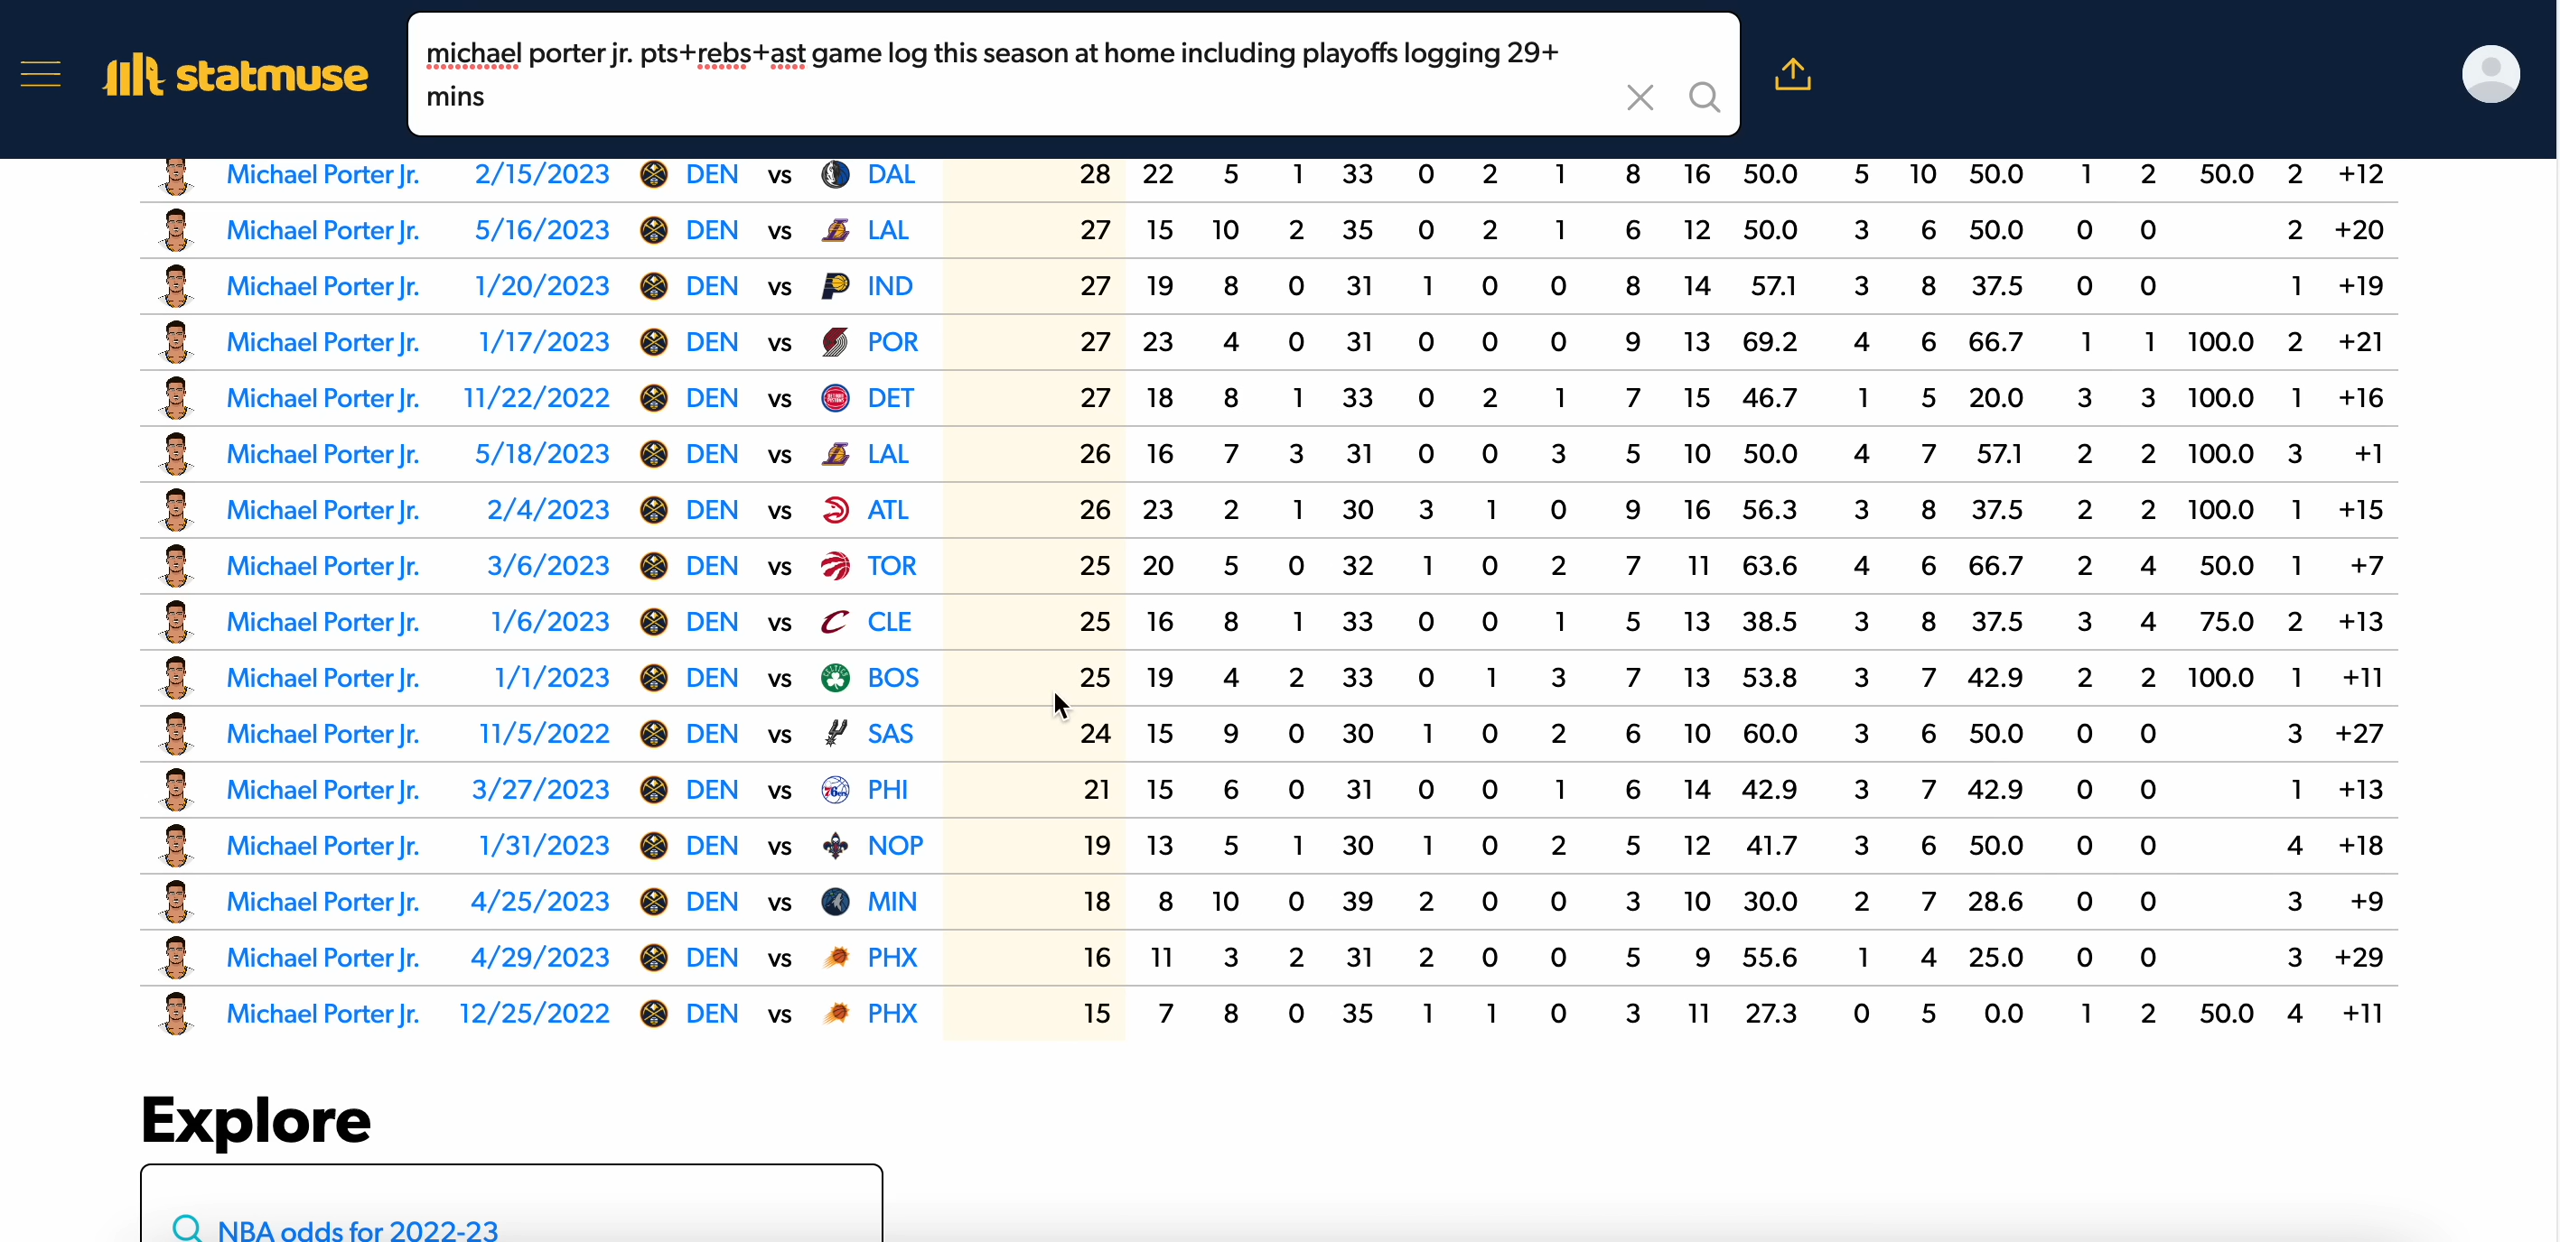 statmuse
michael porter jr. pts+rebs+ast game log this season at home including playoffs logging 29+
mins
Michael Porter Jr. 2/15/2023 DEN vs DAL 28 22 5 1 33 0 2 1 8 16 50.0 5 10 50.0 1 2 50.0 2 +12
Michael Porter Jr. 5/16/2023 DEN vs LAL 27 15 10 2 35 0 2 1 6 12 50.0 3 6 50.0 0 0 2 +20
Michael Porter Jr. 1/20/2023 DEN vs IND 27 19 8 0 31 1 0 0 8 14 57.1 3 8 37.5 0 0 1 +19
Michael Porter Jr. 1/17/2023 DEN vs POR 27 23 4 0 31 0 0 0 9 13 69.2 4 6 66.7 1 1 100.0 2 +21
Michael Porter Jr. 11/22/2022 DEN vs DET 27 18 8 1 33 0 2 1 7 15 46.7 1 5 20.0 3 3 100.0 1 +16
Michael Porter Jr. 5/18/2023 DEN vs LAL 26 16 7 3 31 0 0 3 5 10 50.0 4 7 57.1 2 2 100.0 3 +1
Michael Porter Jr. 2/4/2023 DEN vs ATL 26 23 2 1 30 3 1 0 9 16 56.3 3 8 37.5 2 2 100.0 1 +15
Michael Porter Jr. 3/6/2023 DEN vs TOR 25 20 5 0 32 1 0 2 7 11 63.6 4 6 66.7 2 4 50.0 1 +7
Michael Porter Jr. 1/6/2023 DEN vs CLE 25 16 8 1 33 0 0 1 5 13 38.5 3 8 37.5 3 4 75.0 2 +13
Michael Porter Jr. 1/1/2023 DEN vs BOS 25 19 4 2 33 0 1 3 7 13 53.8 3 7 42.9 2 2 100.0 1 +11
Michael Porter Jr. 11/5/2022 DEN vs SAS 24 15 9 0 30 1 0 2 6 10 60.0 3 6 50.0 0 0 3 +27
Michael Porter Jr. 3/27/2023 DEN vs PHI 21 15 6 0 31 0 0 1 6 14 42.9 3 7 42.9 0 0 1 +13
Michael Porter Jr. 1/31/2023 DEN vs NOP 19 13 5 1 30 1 0 2 5 12 41.7 3 6 50.0 0 0 4 +18
Michael Porter Jr. 4/25/2023 DEN vs MIN 18 8 10 0 39 2 0 0 3 10 30.0 2 7 28.6 0 0 3 +9
Michael Porter Jr. 4/29/2023 DEN vs PHX 16 11 3 2 31 2 0 0 5 9 55.6 1 4 25.0 0 0 3 +29
Michael Porter Jr. 12/25/2022 DEN vs PHX 15 7 8 0 35 1 1 0 3 11 27.3 0 5 0.0 1 2 50.0 4 +11
Explore
NBA odds for 2022-23